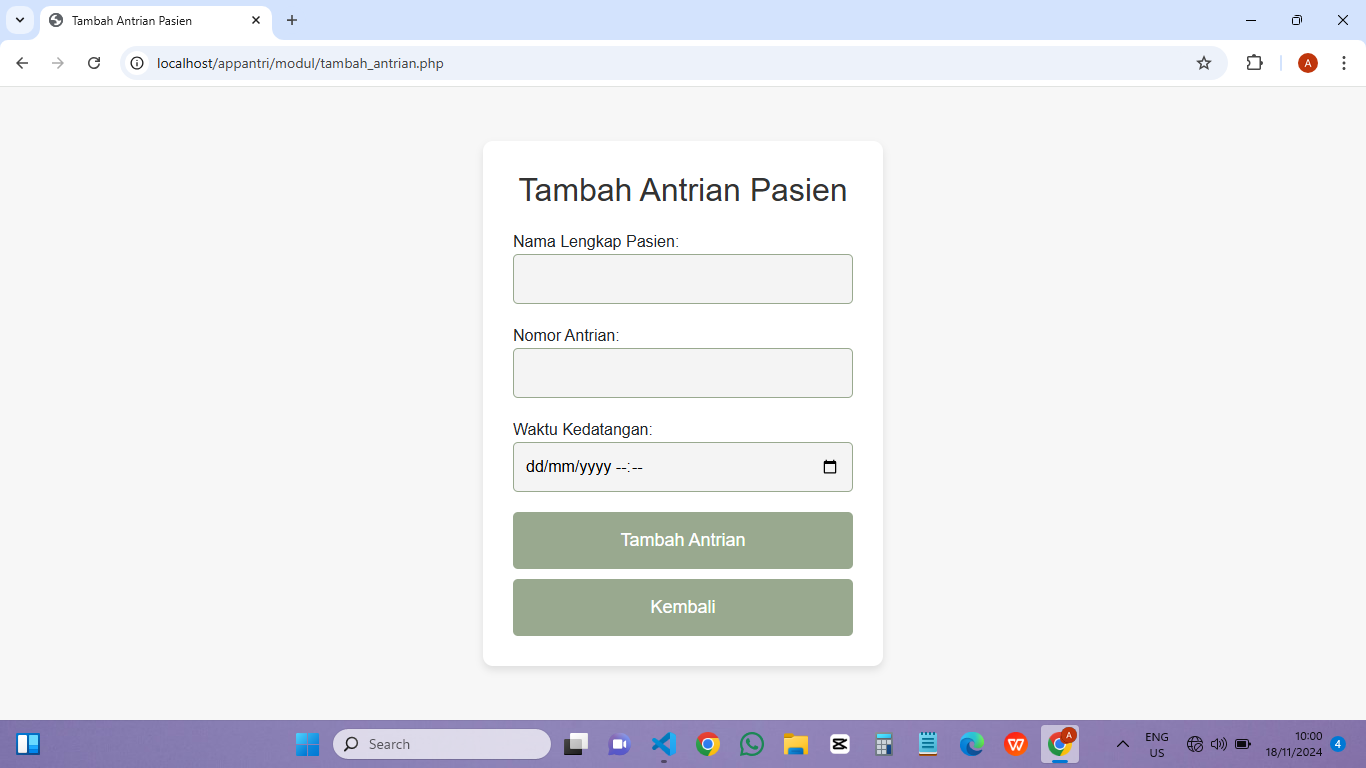 Tambah Antrian Pasien
localhost/appantri/modul/tambah_antrian.php
A
Tambah Antrian Pasien
Nama Lengkap Pasien:
Nomor Antrian:
Waktu Kedatangan:
dd/mm/yyyy --:--
Tambah Antrian
Kembali
Search
A
ENG
US
10:00
18/11/2024
4